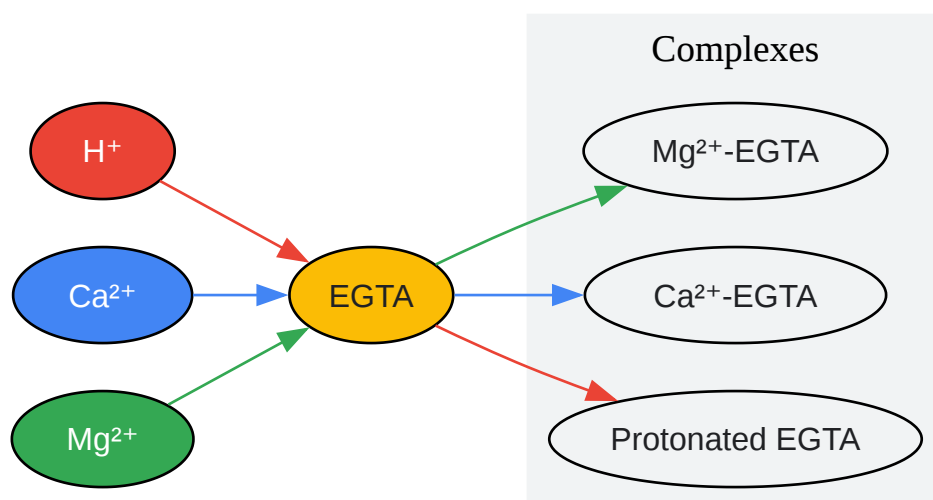 Complexes
H⁺
Mg²⁺-EGTA
Ca²⁺
EGTA
Ca²⁺-EGTA
Mg²⁺
Protonated EGTA